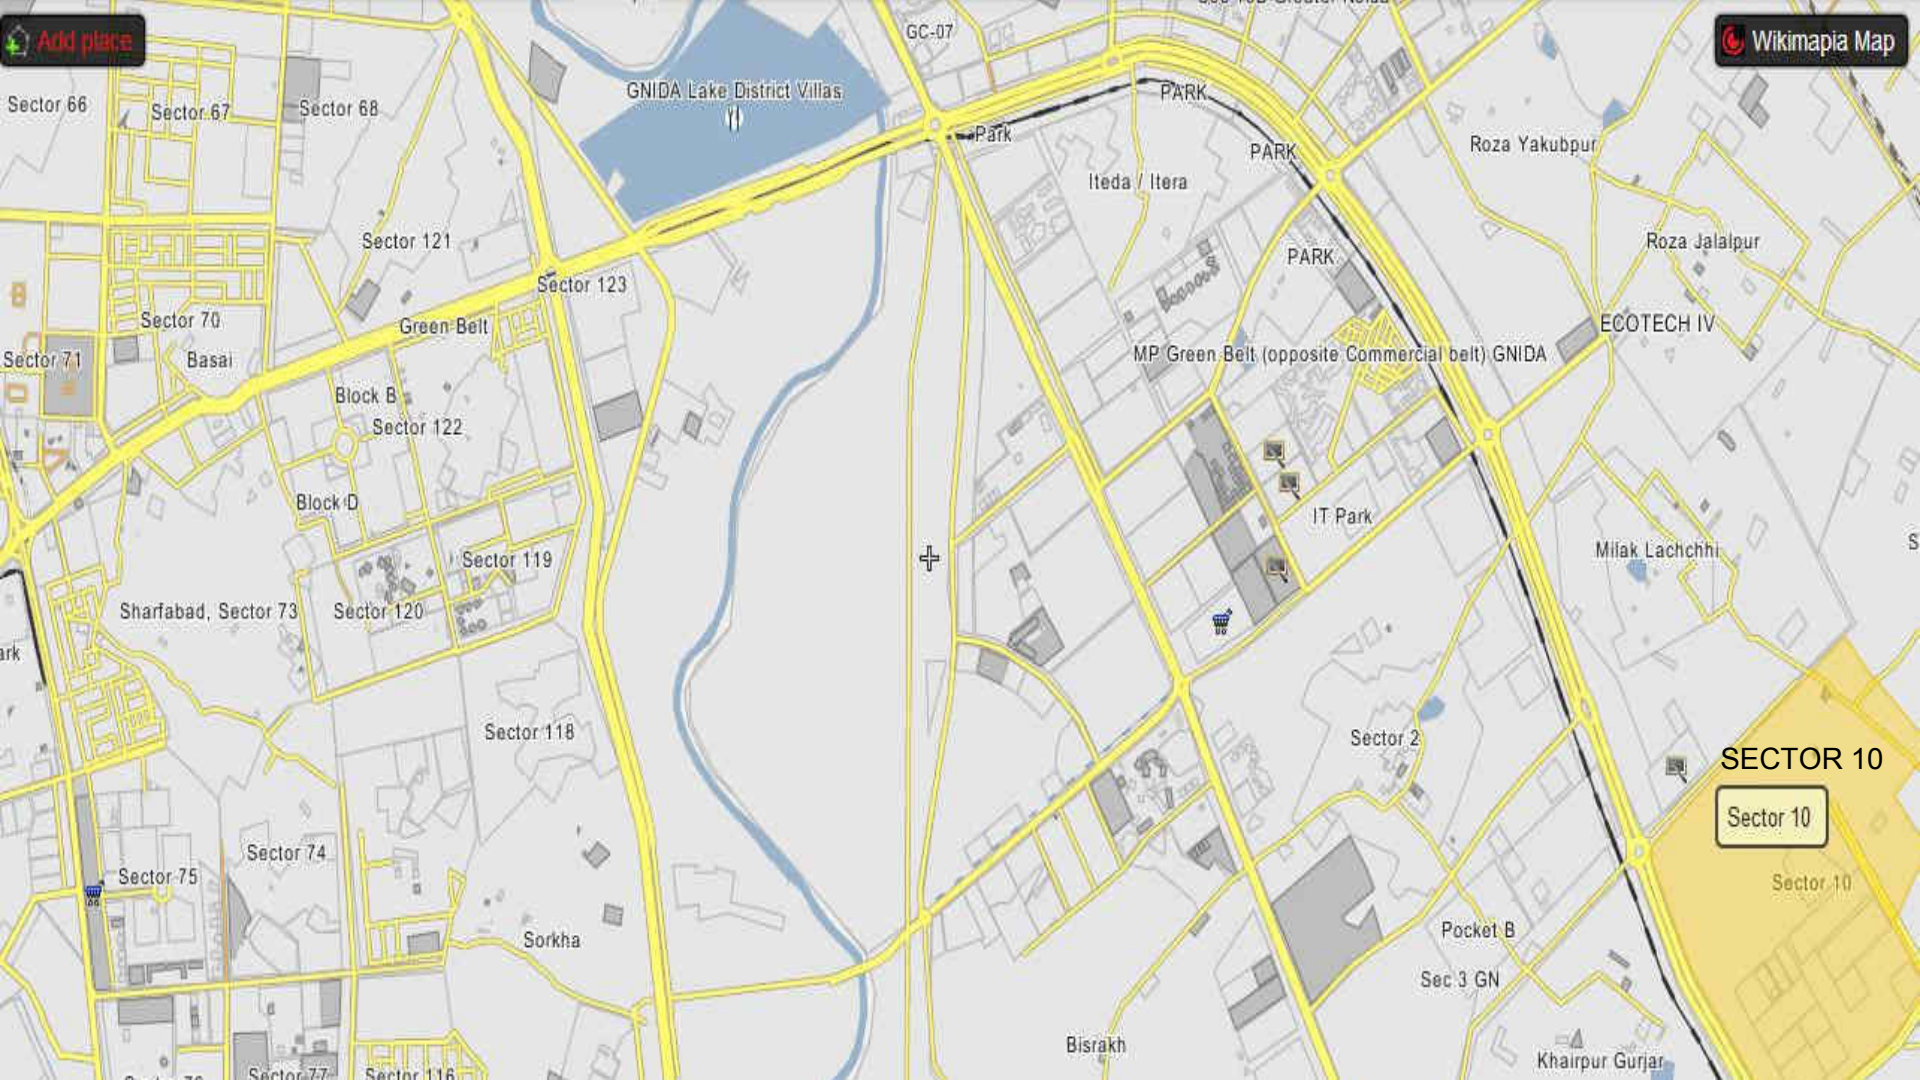 Add place
GC-07
Wikimapia Map
Sector 66
Sector 67
Sector 68
GNIDA Lake District Villas
PARK
Park
PARK
Roza Yakubpur
Iteda / Itera
Sector 121
Roza Jalalpur
PARK
Sector 123
Sector 70
Green Belt
ECOTECH IV
Sector 71
Basai
MP Green Belt (opposite Commercial belt) GNIDA
Block B
Sector 122
Block D
IT Park
Sector 119
Milak Lachchhi
Sharfabad, Sector 73
Sector 120
Sector 118
Sector 2
SECTOR 10
Sector 10
Sector 74
Sector 75
Sector 10
Sorkha
Pocket B
Sec 3 GN
Bisrakh
Khairpur Gurjar
Sector 77
Sector 116